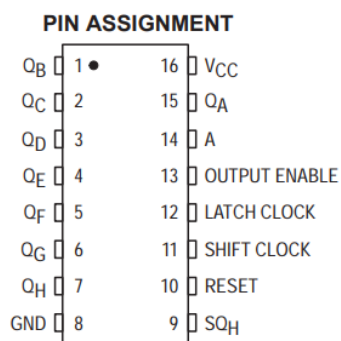 PIN ASSIGNMENT
QB 1 16 VCC
QC 2 15 QA
QD 3 14 A
QE 4 13 OUTPUT ENABLE
QF 5 12 LATCH CLOCK
QG 6 11 SHIFT CLOCK
QH 7 10 RESET
GND 8 9 SQH